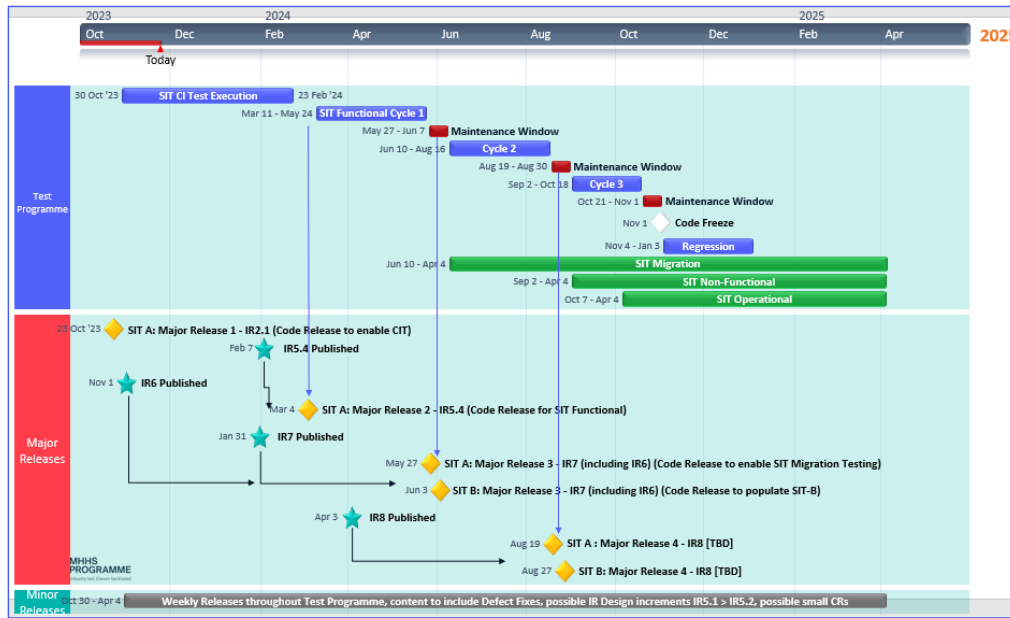 2023
2024
2025
Oct
Dec
Feb
Apr
Jun
Aug
Oct
Dec
Feb
Apr
2025
Today
Test
Programme
30 Oct '23
SIT CI Test Execution
23 Feb '24
Mar 11 - May 24
SIT Functional Cycle 1
May 27 - Jun 7
Maintenance Window
Jun 10 - Aug 16
Cycle 2
Aug 19 - Aug 30
Maintenance Window
Sep 2 - Oct 18
Cycle 3
Oct 21 - Nov 1
Maintenance Window
Nov 1
Code Freeze
Nov 4 - Jan 3
Regression
Jun 10 - Apr 4
SIT Migration
Sep 2 - Apr 4
SIT Non-Functional
Oct 7 - Apr 4
SIT Operational
Major
Releases
23 Oct '23
SIT A: Major Release 1 - IR2.1 (Code Release to enable CIT)
Feb 7
IR5.4 Published
Nov 1
IR6 Published
Mar 4
SIT A: Major Release 2 - IR5.4 (Code Release for SIT Functional)
Jan 31
IR7 Published
May 27
SIT A: Major Release 3 - IR7 (including IR6) (Code Release to enable SIT Migration Testing)
Jun 3
SIT B: Major Release 3 - IR7 (including IR6) (Code Release to populate SIT-B)
Apr 3
IR8 Published
Aug 19
SIT A : Major Release 4 - IR8 [TBD]
Aug 27
SIT B: Major Release 4 - IR8 [TBD]
MHHS
PROGRAMME
Industry-led, Elexon facilitated
Minor
Releases
Oct 30 - Apr 4
Weekly Releases throughout Test Programme, content to include Defect Fixes, possible IR Design increments IR5.1 > IR5.2, possible small CRs